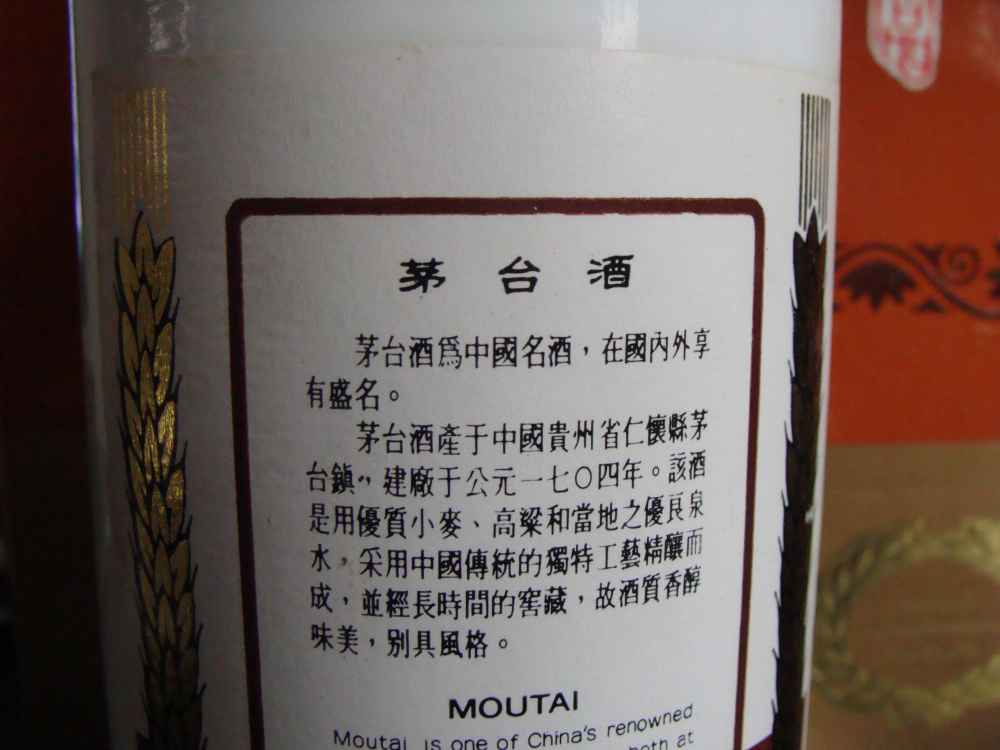 茅台酒
茅台酒爲中國名酒，在國內外享
有盛名。
茅台酒產于中國貴州省仁懷縣茅
台鎮，建廠于公元一七〇四年。該酒
是用優質小麥、高粱和當地之優良泉
水，采用中國傳統的獨特工藝精釀而
成，並經長時間的窖藏，故酒質香醇
味美，別具風格。
MOUTAI
Moutai is one of China's renowned
both at